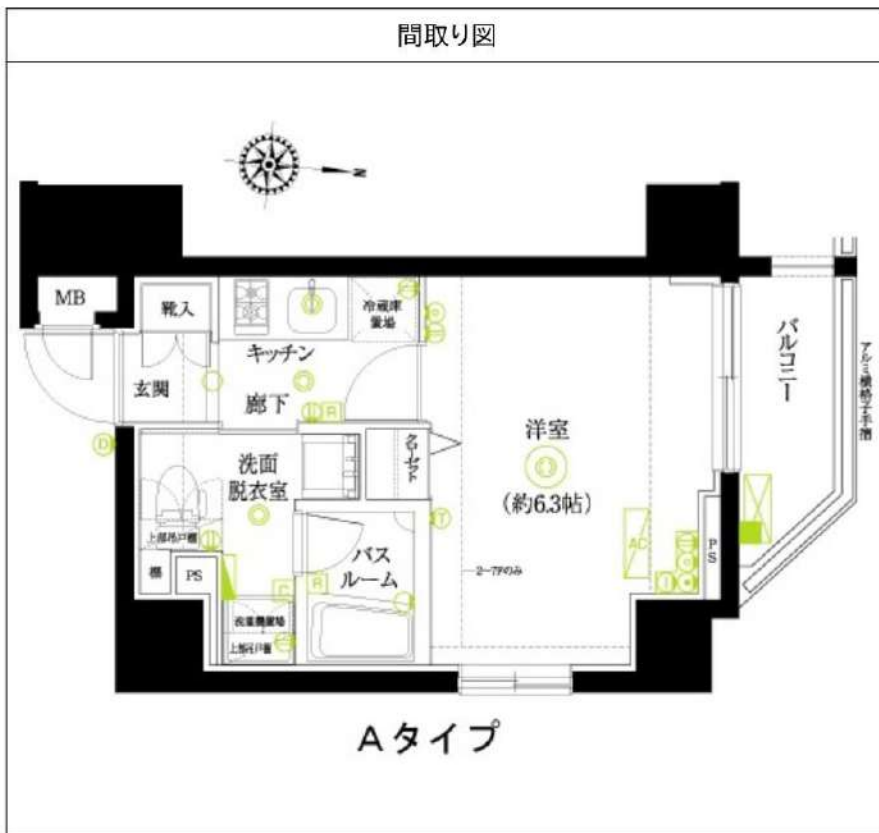 間取り図
N
MB
靴入
冷蔵庫
置場
キッチン
玄関
廊下
R
バルコニー
アルミ横格子手摺
D
洗面
脱衣室
クローゼット
洋室
(約6.3帖)
T
上部吊戸棚
棚
PS
バス
ルーム
R
AC
2~7Fのみ
PS
洗濯機置場
上部吊戸棚
Aタイプ